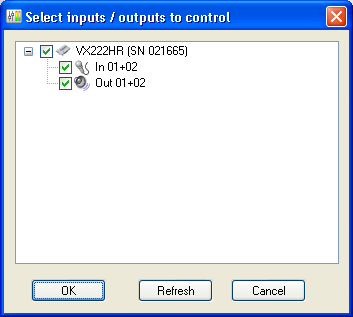 Select inputs / outputs to control
VX222HR (SN 021665)
In 01+02
Out 01+02
OK Refresh Cancel